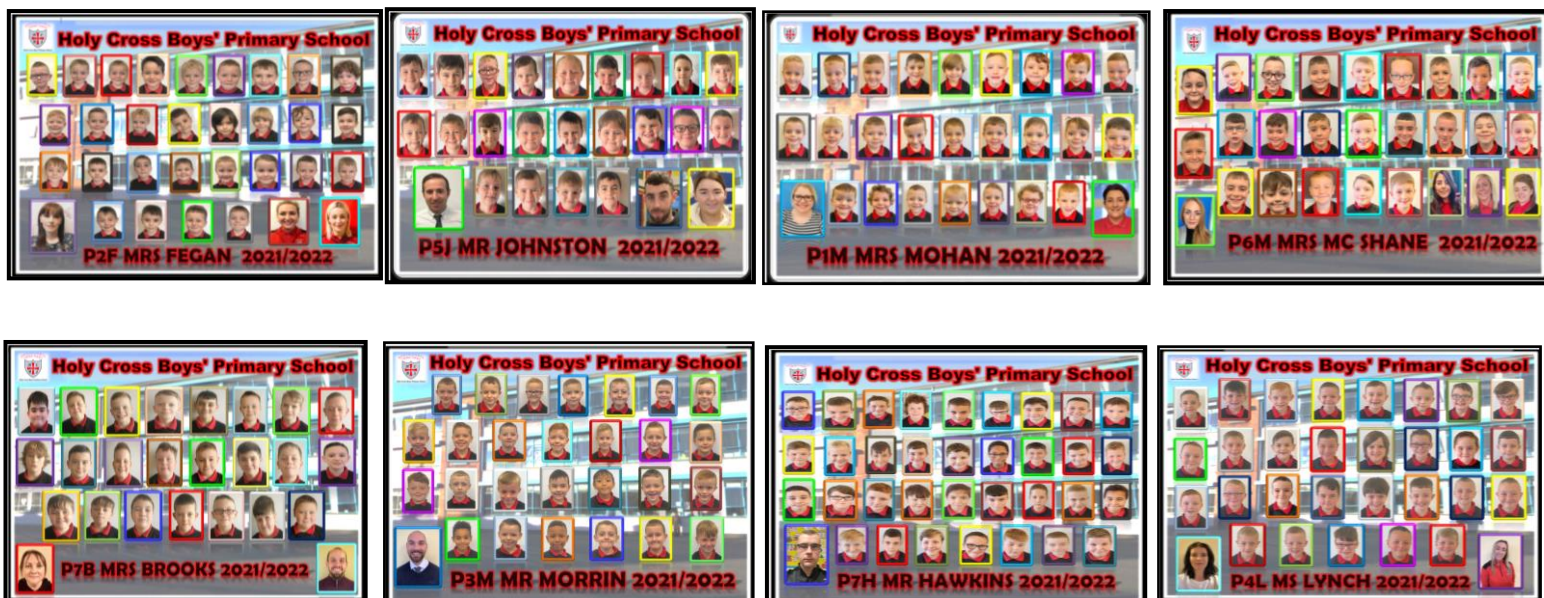 Holy Cross Boys' Primary School
P2F MRS FEGAN 2021/2022
Holy Cross Boys' Primary School
P5J MR JOHNSTON 2021/2022
Holy Cross Boys' Primary School
P1M MRS MOHAN 2021/2022
Holy Cross Boys' Primary School
P6M MRS MC SHANE 2021/2022
Holy Cross Boys' Primary School
P7B MRS BROOKS 2021/2022
Holy Cross Boys' Primary School
P3M MR MORRIN 2021/2022
Holy Cross Boys' Primary School
P7H MR HAWKINS 2021/2022
Holy Cross Boys' Primary School
P4L MS LYNCH 2021/2022